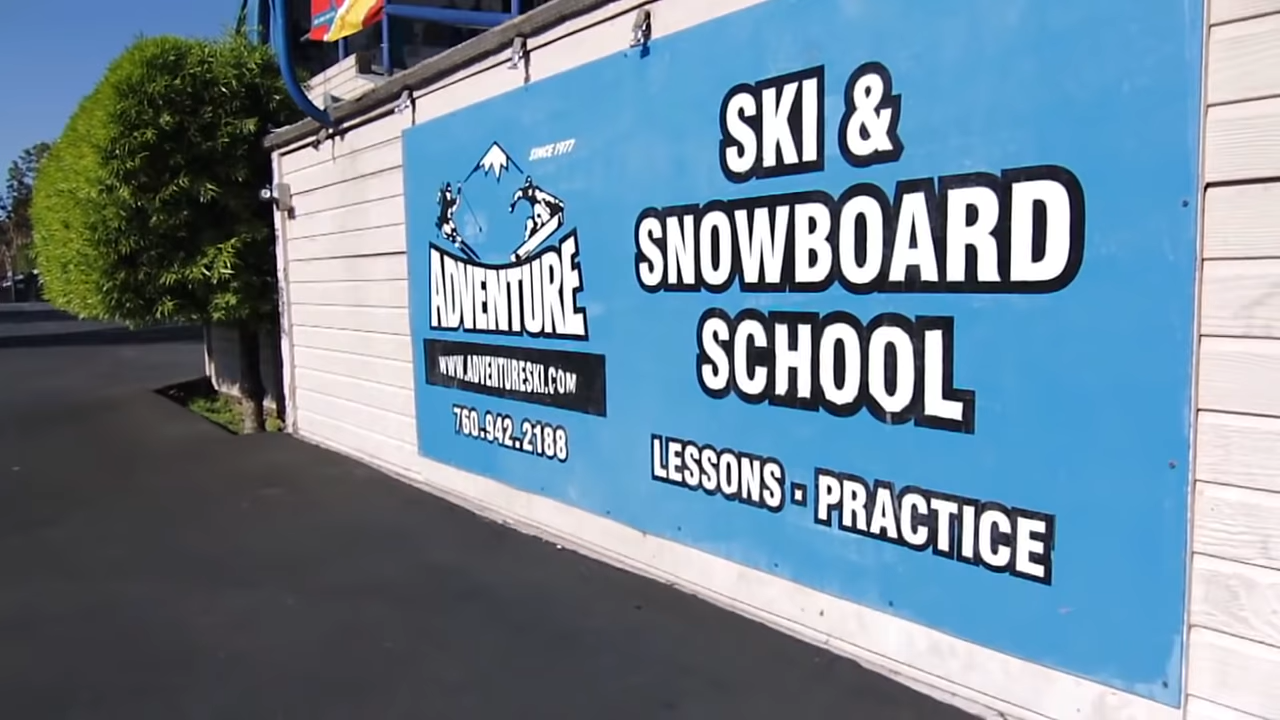 SINCE 1977
ADVENTURE
WWW.ADVENTURESKI.COM
760.942.2188
SKI &
SNOWBOARD
SCHOOL
LESSONS · PRACTICE